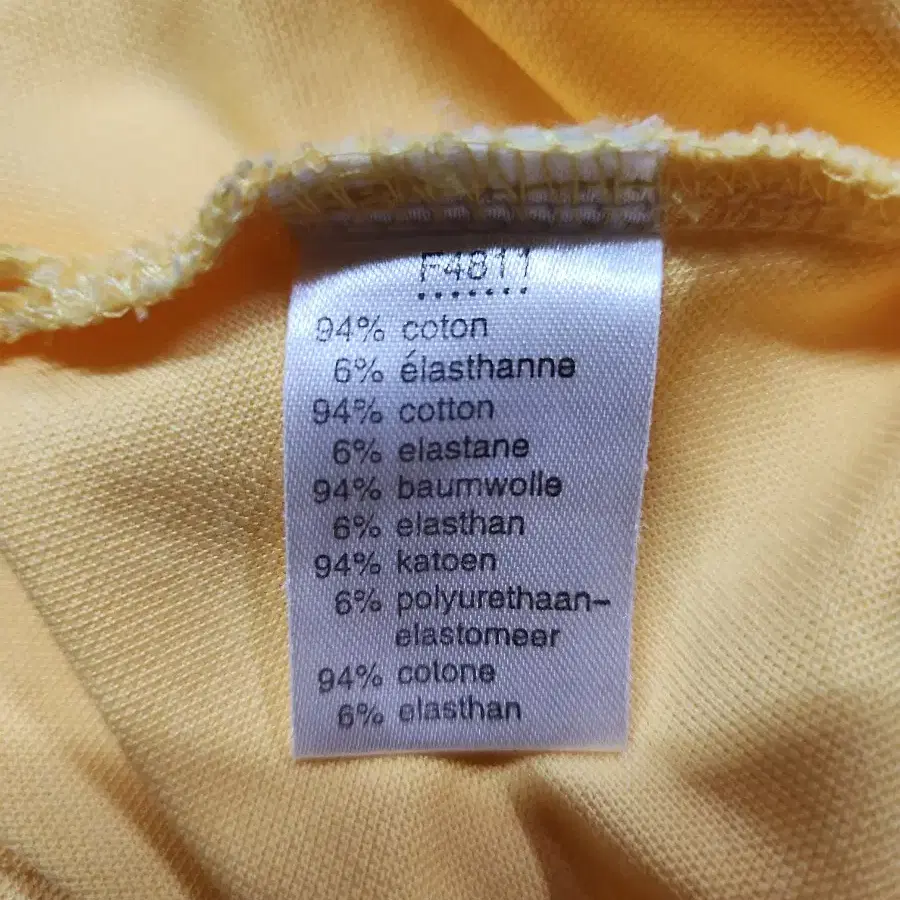 F4811
94% coton
6% élasthanne
94% cotton
6% elastane
94% baumwolle
6% elasthan
94% katoen
6% polyurethaan-
elastomeer
94% cotone
6% elasthan